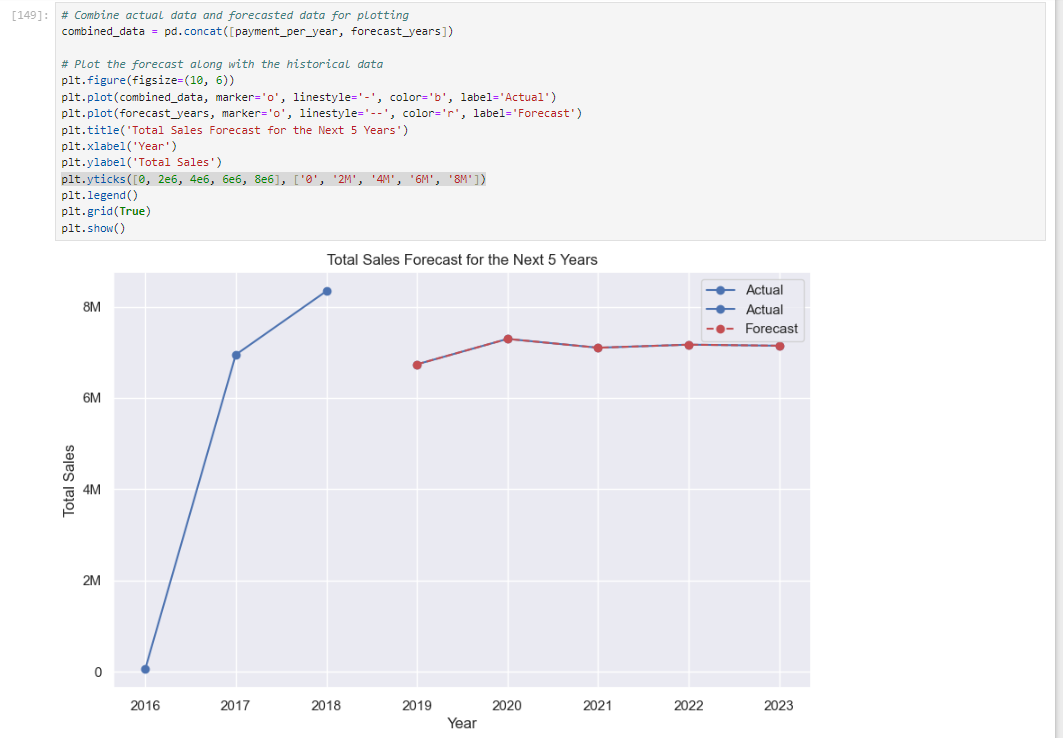 [149]: # Combine actual data and forecasted data for plotting
combined_data = pd.concat([payment_per_year, forecast_years])
# Plot the forecast along with the historical data
plt.figure(figsize=(10, 6))
plt.plot(combined_data, marker='o', linestyle='-', color='b', label='Actual')
plt.plot(forecast_years, marker='o', linestyle='--', color='r', label='Forecast')
plt.title('Total Sales Forecast for the Next 5 Years')
plt.xlabel('Year')
plt.ylabel('Total Sales')
plt.yticks([0, 2e6, 4e6, 6e6, 8e6], ['0', '2M', '4M', '6M', '8M'])
plt.legend()
plt.grid(True)
plt.show()
Total Sales Forecast for the Next 5 Years
Actual
Actual
Forecast
8M
6M
4M
2M
0
Total Sales
2016 2017 2018 2019 2020 2021 2022 2023
Year